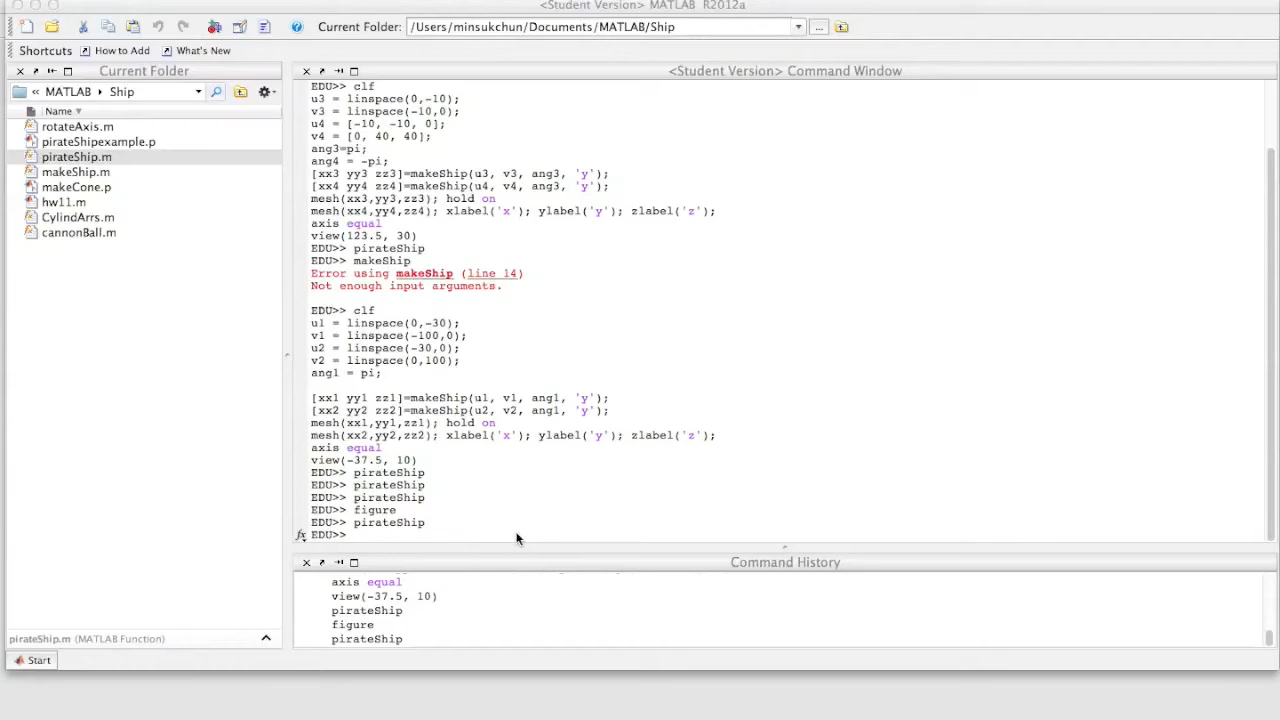 <Student Version> MATLAB R2012a
Current Folder: /Users/minsukchun/Documents/MATLAB/Ship
Shortcuts How to Add What's New
Current Folder
« MATLAB Ship
Name
rotateAxis.m
pirateShipexample.p
pirateShip.m
makeShip.m
makeCone.p
hw11.m
CylindArrs.m
cannonBall.m
pirateShip.m (MATLAB Function)
Start
<Student Version> Command Window
EDU>> clf
u3 = linspace(0,-10);
v3 = linspace(-10,0);
u4 = [-10, -10, 0];
v4 = [0, 40, 40];
ang3=pi;
ang4 = -pi;
[xx3 yy3 zz3]=makeShip(u3, v3, ang3, 'y');
[xx4 yy4 zz4]=makeShip(u4, v4, ang3, 'y');
mesh(xx3,yy3,zz3); hold on
mesh(xx4,yy4,zz4); xlabel('x'); ylabel('y'); zlabel('z');
axis equal
view(123.5, 30)
EDU>> pirateShip
EDU>> makeShip
Error using makeShip (line 14)
Not enough input arguments.
EDU>> clf
u1 = linspace(0,-30);
v1 = linspace(-100,0);
u2 = linspace(-30,0);
v2 = linspace(0,100);
ang1 = pi;
[xx1 yy1 zz1]=makeShip(u1, v1, ang1, 'y');
[xx2 yy2 zz2]=makeShip(u2, v2, ang1, 'y');
mesh(xx1,yy1,zz1); hold on
mesh(xx2,yy2,zz2); xlabel('x'); ylabel('y'); zlabel('z');
axis equal
view(-37.5, 10)
EDU>> pirateShip
EDU>> pirateShip
EDU>> pirateShip
EDU>> figure
EDU>> pirateShip
fx EDU>>
Command History
axis equal
view(-37.5, 10)
pirateShip
figure
pirateShip